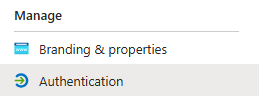 Manage
Branding & properties
Authentication